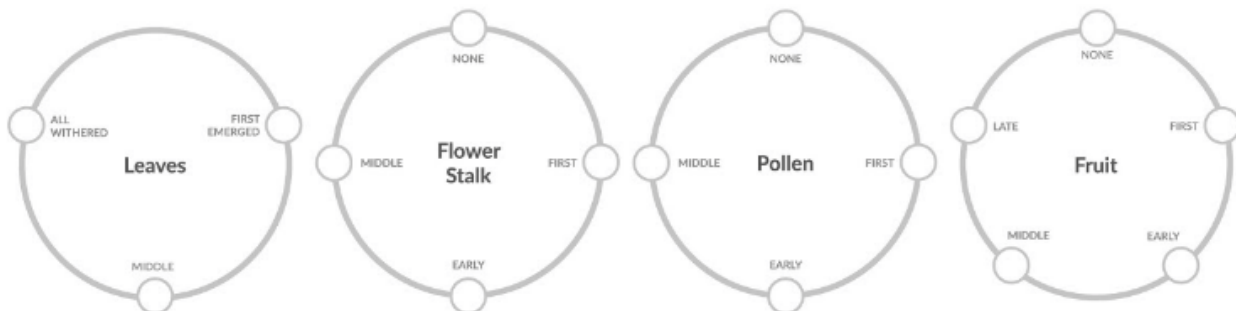 ALL
WITHERED
FIRST
EMERGED
Leaves
MIDDLE
NONE
MIDDLE
Flower
Stalk
FIRST
EARLY
NONE
MIDDLE
Pollen
FIRST
EARLY
NONE
LATE
FIRST
Fruit
MIDDLE
EARLY